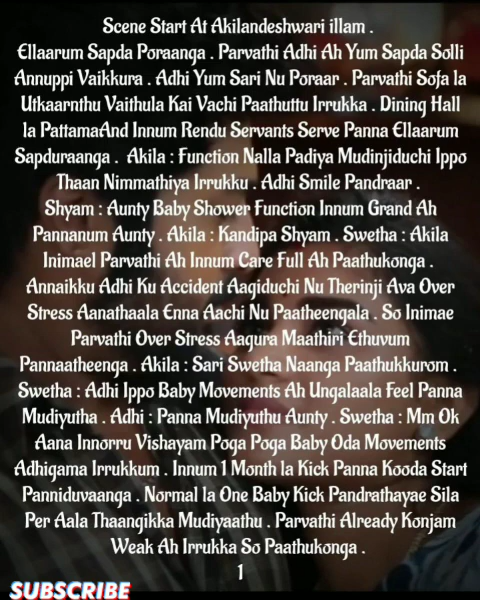 Scene Start At Akilandeshwari illam .
Ellaarum Sapda Poraanga . Parvathi Adhi Ah Yum Sapda Solli
Annuppi Vaikkura . Adhi Yum Sari Nu Poraar . Parvathi Sofa la
Utkaarnthu Vaithula Kai Vachi Paathuttu Irrukka . Dining Hall
la PattamaAnd Innum Rendu Servants Serve Panna Ellaarum
Sapduraanga . Akila : Function Nalla Padiya Mudinjiduchi Ippo
Thaan Nimmathiya Irrukku . Adhi Smile Pandraar .
Shyam : Aunty Baby Shower Function Innum Grand Ah
Pannanum Aunty . Akila : Kandipa Shyam . Swetha : Akila
Inimael Parvathi Ah Innum Care Full Ah Paathukonga .
Annaikku Adhi Ku Accident Aagiduchi Nu Therinji Ava Over
Stress Aanathaala Enna Aachi Nu Paatheengala . So Inimae
Parvathi Over Stress Aagura Maathiri Ethuvum
Pannaatheenga . Akila : Sari Swetha Naanga Paathukkurom .
Swetha : Adhi Ippo Baby Movements Ah Ungalaala Feel Panna
Mudiyutha . Adhi : Panna Mudiyuthu Aunty . Swetha : Mm Ok
Aana Innorru Vishayam Poga Poga Baby Oda Movements
Adhigama Irrukkum . Innum 1 Month la Kick Panna Kooda Start
Panniduvaanga . Normal la One Baby Kick Pandrathayae Sila
Per Aala Thaangikka Mudiyaathu . Parvathi Already Konjam
Weak Ah Irrukka So Paathukonga .
1
SUBSCRIBE